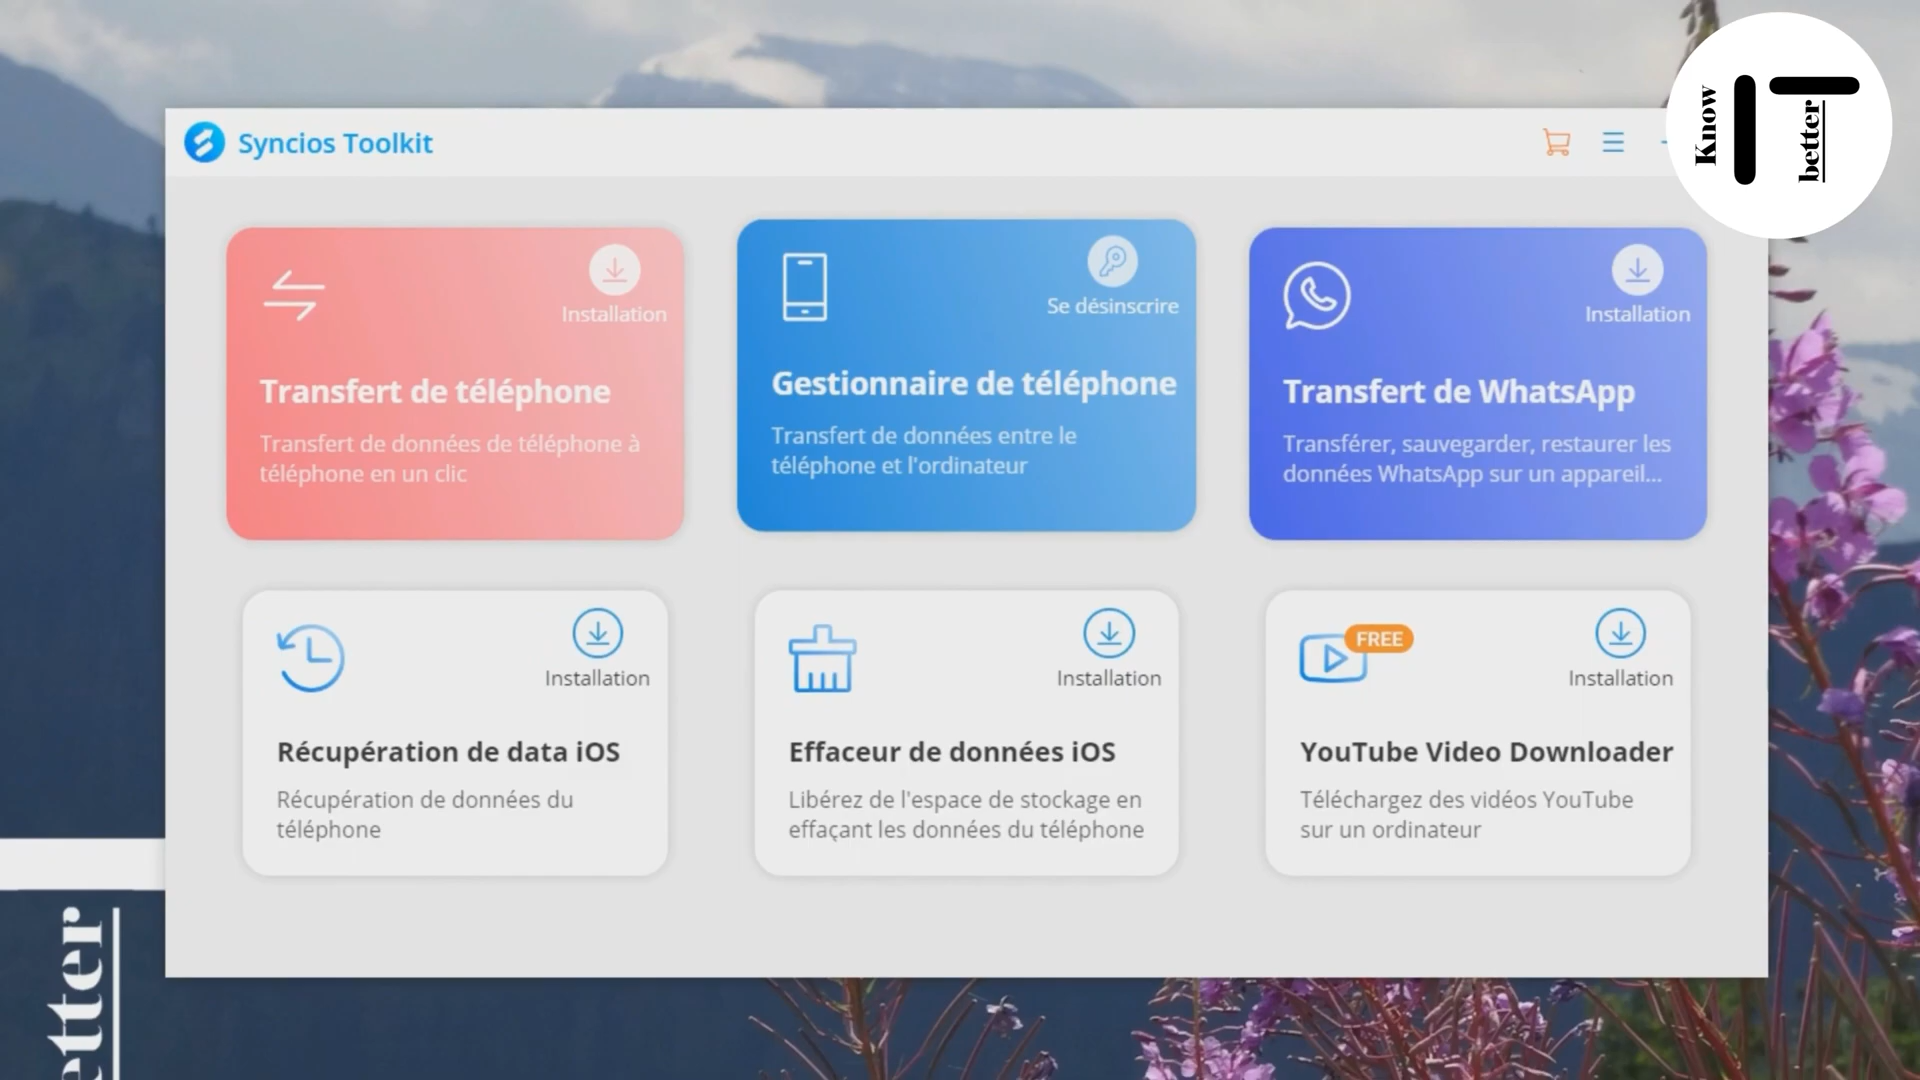 Know
better
Syncios Toolkit
Installation
Transfert de téléphone
Transfert de données de téléphone à
téléphone en un clic
Se désinscrire
Gestionnaire de téléphone
Transfert de données entre le
téléphone et l'ordinateur
Installation
Transfert de WhatsApp
Transférer, sauvegarder, restaurer les
données WhatsApp sur un appareil...
Installation
Récupération de data iOS
Récupération de données du
téléphone
Installation
Effaceur de données iOS
Libérez de l'espace de stockage en
effaçant les données du téléphone
FREE
Installation
YouTube Video Downloader
Téléchargez des vidéos YouTube
sur un ordinateur
etter